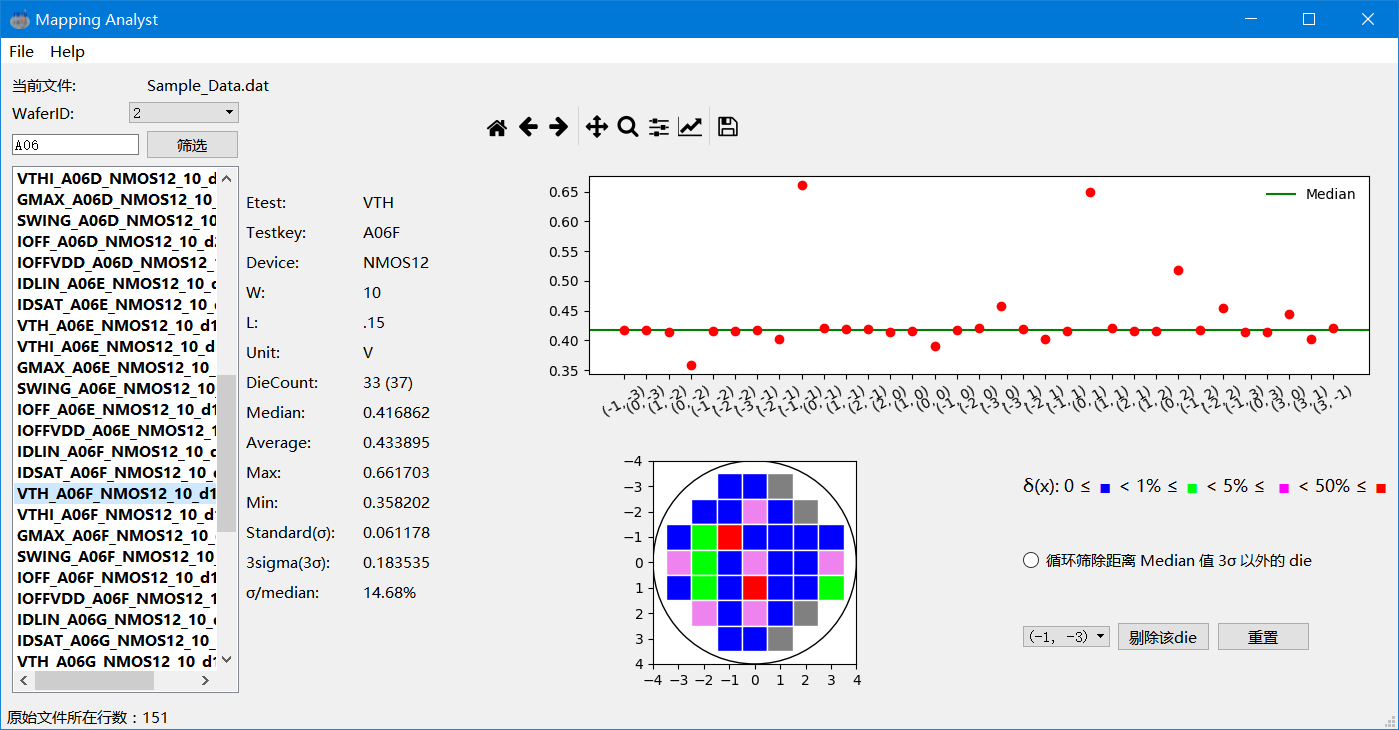 Mapping Analyst
File Help
当前文件: Sample_Data.dat
WaferID: 2
A06 筛选
VTHI_A06D_NMOS12_10_d
GMAX_A06D_NMOS12_10_
SWING_A06D_NMOS12_10
IOFF_A06D_NMOS12_10_d
IOFFVDD_A06D_NMOS12_
IDLIN_A06E_NMOS12_10_d
IDSAT_A06E_NMOS12_10_
VTH_A06E_NMOS12_10_d1
VTHI_A06E_NMOS12_10_d
GMAX_A06E_NMOS12_10_
SWING_A06E_NMOS12_10
IOFF_A06E_NMOS12_10_d
IOFFVDD_A06E_NMOS12_1
IDLIN_A06F_NMOS12_10_d
IDSAT_A06F_NMOS12_10_
VTH_A06F_NMOS12_10_d1
VTHI_A06F_NMOS12_10_d
GMAX_A06F_NMOS12_10_
SWING_A06F_NMOS12_10
IOFF_A06F_NMOS12_10_d1
IOFFVDD_A06F_NMOS12_1
IDLIN_A06G_NMOS12_10_
IDSAT_A06G_NMOS12_10_
VTH_A06G_NMOS12_10_d1
Etest: VTH
Testkey: A06F
Device: NMOS12
W: 10
L: .15
Unit: V
DieCount: 33 (37)
Median: 0.416862
Average: 0.433895
Max: 0.661703
Min: 0.358202
Standard(σ): 0.061178
3sigma(3σ): 0.183535
σ/median: 14.68%
Median
0.65
0.60
0.55
0.50
0.45
0.40
0.35
(-1, -3) (0, -3) (1, -2) (0, -2) (-1, -2) (-2, -2) (-3, -1) (-2, -1) (-1, -1) (0, -1) (1, -1) (2, -1) (2, 0) (1, 0) (0, 0) (-1, 0) (-2, 0) (-3, 0) (-3, 1) (-2, 1) (-1, 1) (0, 1) (1, 1) (2, 1) (1, 2) (0, 2) (-1, 2) (-2, 2) (-1, 3) (0, 3) (3, 0) (3, 1) (3, -1)
−4
−3
−2
−1
0
1
2
3
4
−4 −3 −2 −1 0 1 2 3 4
δ(x): 0 ≤ ■ < 1% ≤ ■ < 5% ≤ ■ < 50% ≤ ■
循环筛除距离 Median 值 3σ 以外的 die
(-1, -3) 剔除该die 重置
原始文件所在行数：151